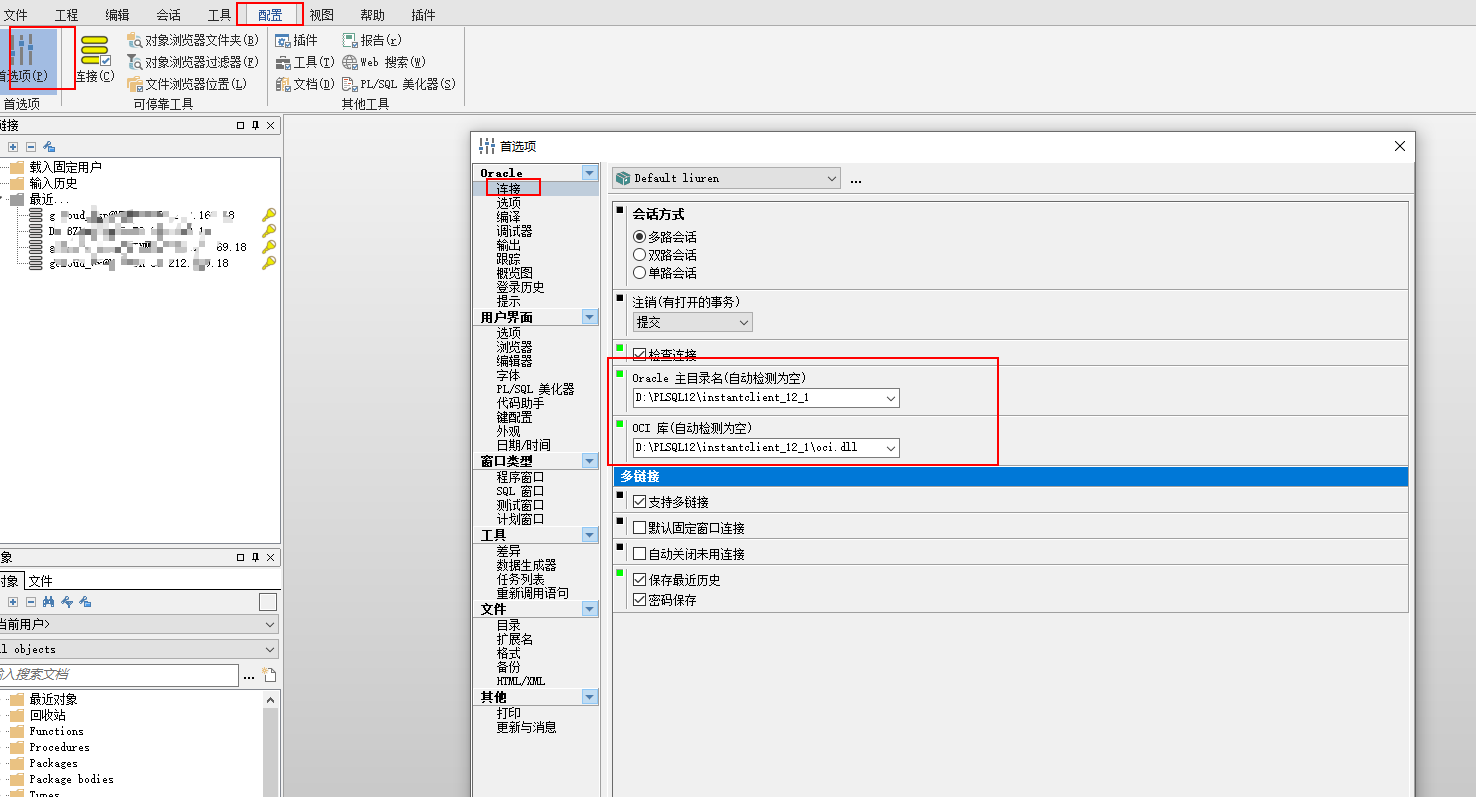 文件 工程 编辑 会话 工具 配置 视图 帮助 插件
首选项(P)
连接(C)
对象浏览器文件夹(B)
对象浏览器过滤器(F)
文件浏览器位置(L)
插件
工具(T)
文档(D)
报告(r)
Web 搜索(W)
PL/SQL 美化器(S)
首选项 可停靠工具 其他工具
链接
载入固定用户
输入历史
最近...
对象
对象 文件
当前用户>
All objects
输入搜索文档 ...
最近对象
回收站
Functions
Procedures
Packages
Package bodies
Types
首选项
Oracle
连接
选项
编译
调试器
输出
跟踪
概览图
登录历史
提示
用户界面
选项
浏览器
编辑器
字体
PL/SQL 美化器
代码助手
键配置
外观
日期/时间
窗口类型
程序窗口
SQL 窗口
测试窗口
计划窗口
工具
差异
数据生成器
任务列表
重新调用语句
文件
目录
扩展名
格式
备份
HTML/XML
其他
打印
更新与消息
Default liuren ...
会话方式
多路会话
双路会话
单路会话
注销(有打开的事务)
提交
检查连接
Oracle 主目录名(自动检测为空)
D:\PLSQL12\instantclient_12_1
OCI 库(自动检测为空)
D:\PLSQL12\instantclient_12_1\oci.dll
多链接
支持多链接
默认固定窗口连接
自动关闭未用连接
保存最近历史
密码保存